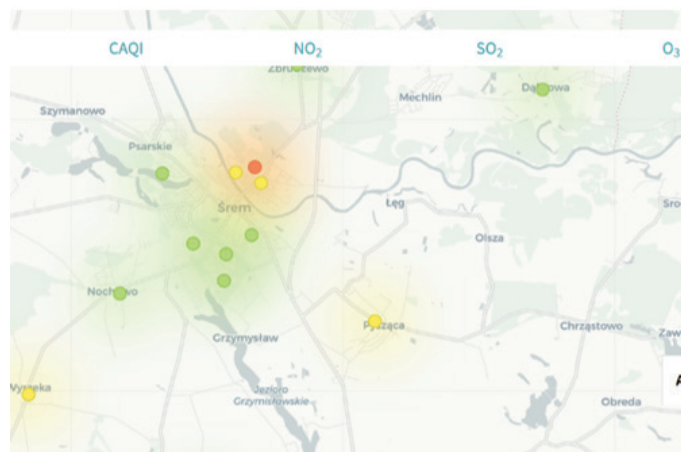 CAQI NO₂ SO₂ O₃
Zbrudzewo
Dąbrowa
Mechlin
Szymanowo
Psarskie
Śrem
Łęg
Olsza
Nochowo
Pysząca
Chrząstowo
Grzymysław
Jezioro
Grzymisławskie
Obreda